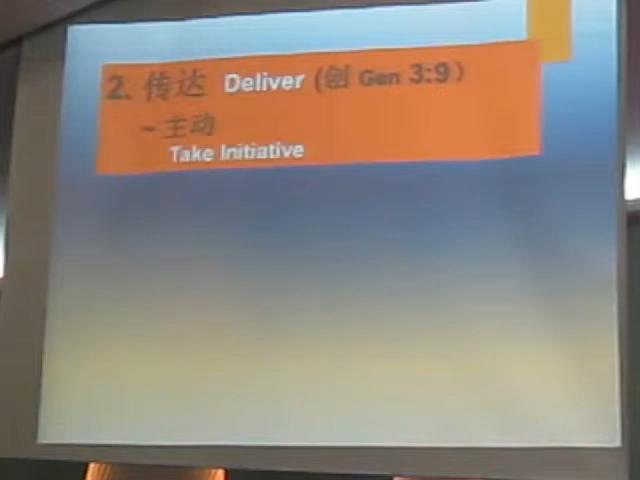 2. 传达 Deliver (创 Gen 3:9）
~ 主动
Take Initiative